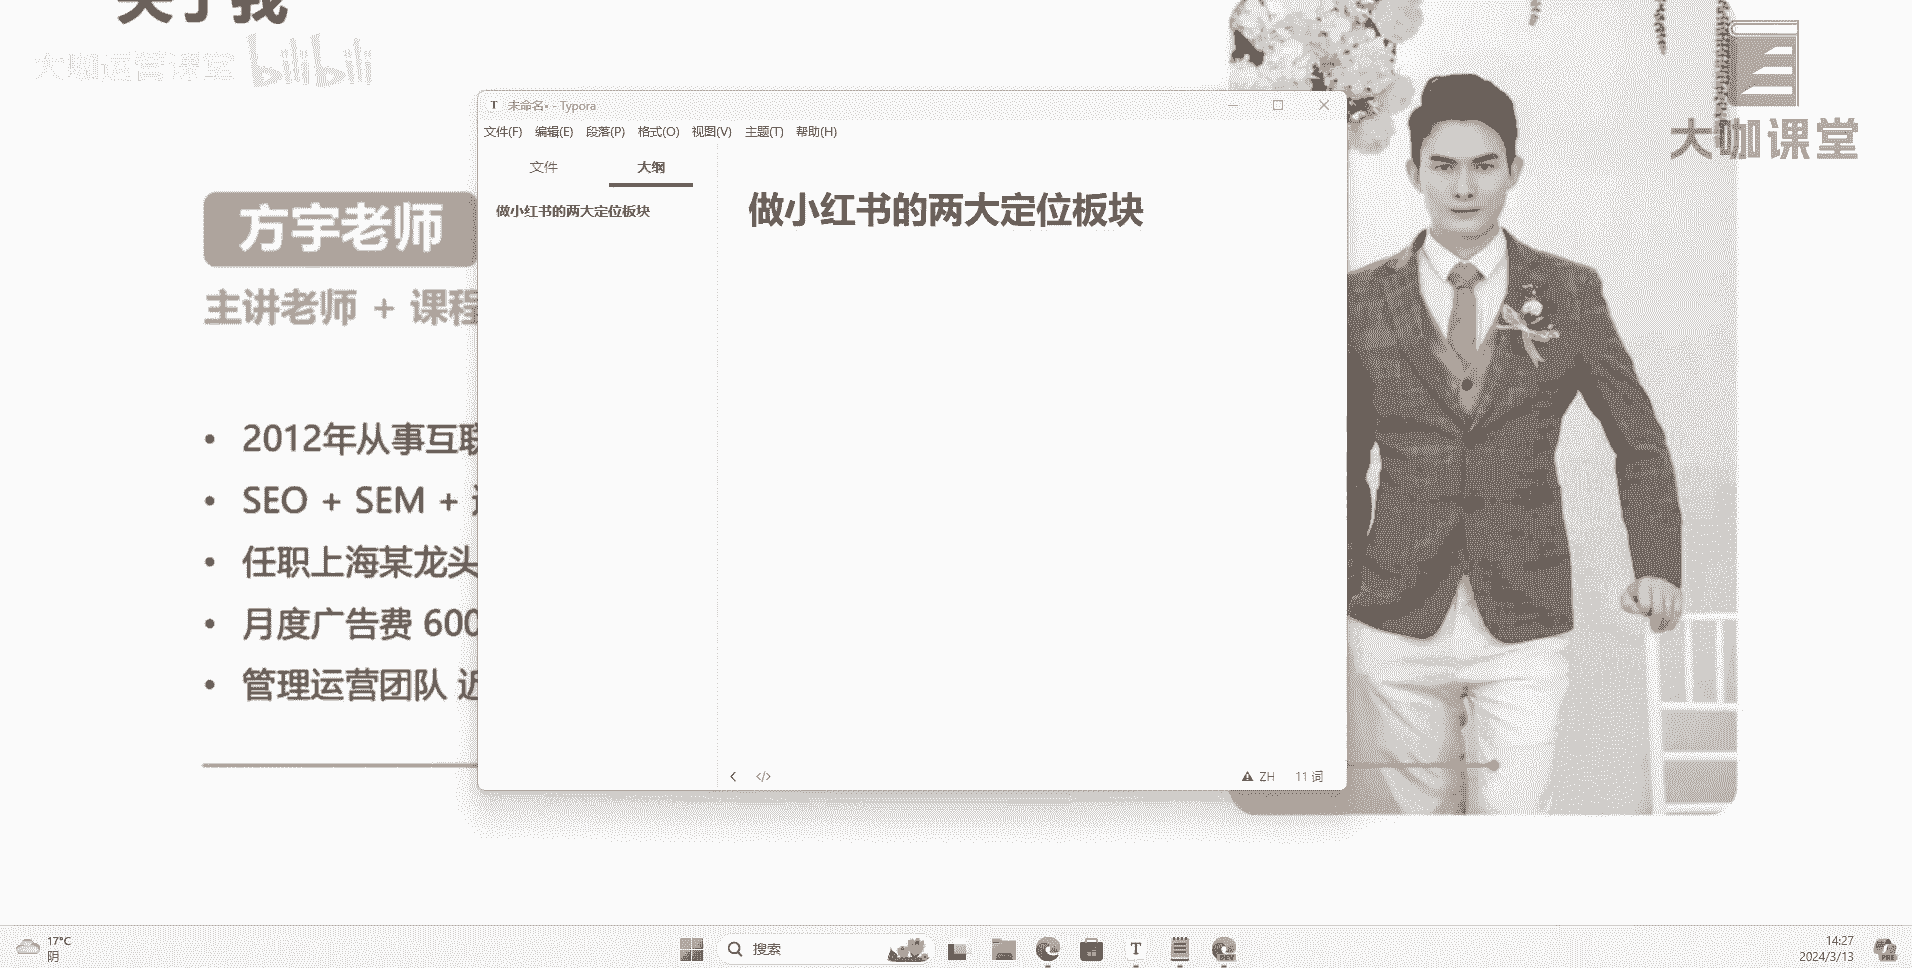 关于我
大咖运营课堂 bilibili
大咖课堂
未命名• - Typora
文件(F) 编辑(E) 段落(P) 格式(O) 视图(V) 主题(T) 帮助(H)
文件 大纲
做小红书的两大定位板块
做小红书的两大定位板块
方宇老师
主讲老师 + 课程
• 2012年从事互联
• SEO + SEM +
• 任职上海某龙头
• 月度广告费 600
• 管理运营团队 近
ZH 11 词
17°C
阴
搜索
T
DEV
14:27
2024/3/13
PRE